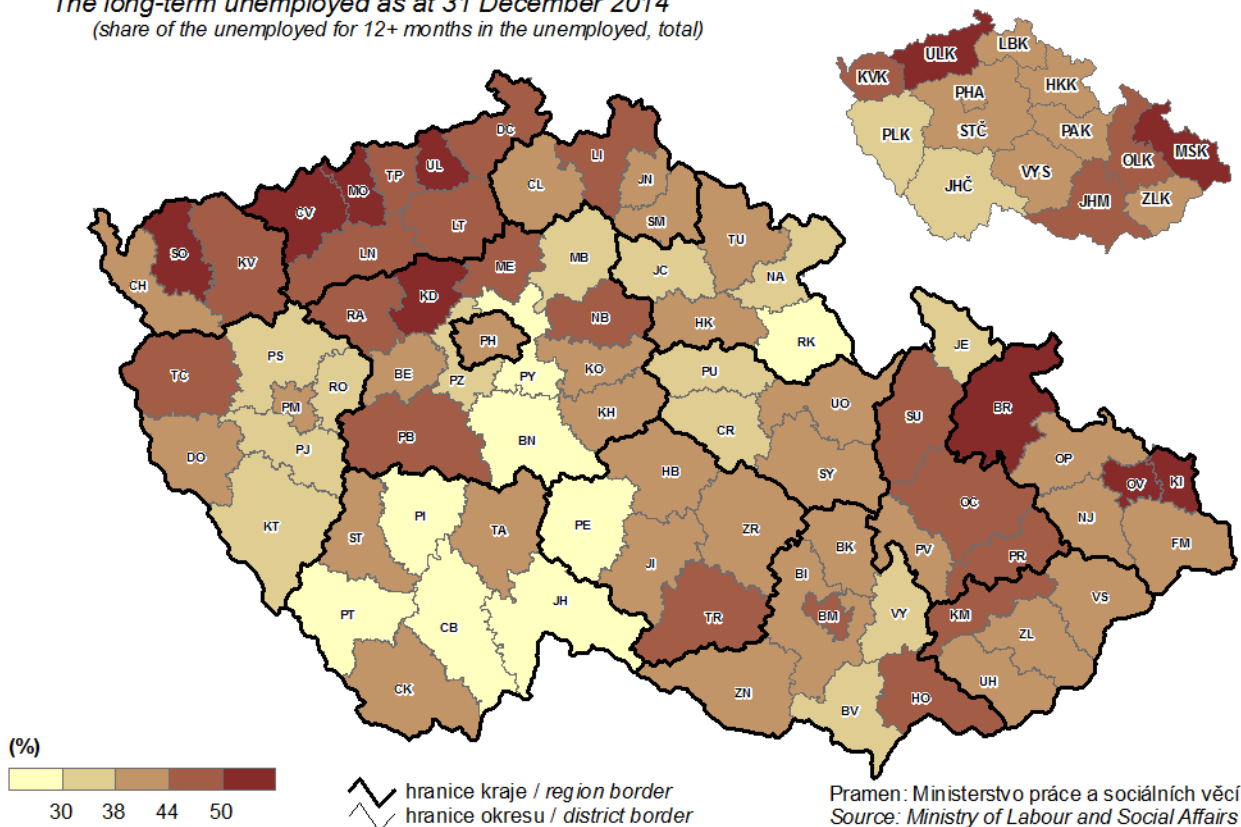 The long-term unemployed as at 31 December 2014
(share of the unemployed for 12+ months in the unemployed, total)
ULK
LBK
KVK
HKK
PHA
PLK
STČ
PAK
MSK
OLK
VYS
JHČ
JHM
ZLK
DC
LI
UL
TP
MO
CL
JN
CV
LT
SM
TU
SO
LN
KV
ME
MB
JC
NA
CH
KD
RA
NB
HK
PH
RK
JE
PS
TC
RO
BE
PZ
PY
KO
PU
PM
KH
UO
SU
BR
PB
BN
CR
PJ
DO
HB
SY
OP
OV
KI
OC
KT
PI
TA
PE
ZR
NJ
ST
BK
PV
PR
FM
JI
BI
VS
PT
CB
JH
TR
BM
VY
KM
ZL
CK
ZN
BV
HO
UH
(%)
30 38 44 50
hranice kraje / region border
hranice okresu / district border
Pramen: Ministerstvo práce a sociálních věcí
Source: Ministry of Labour and Social Affairs